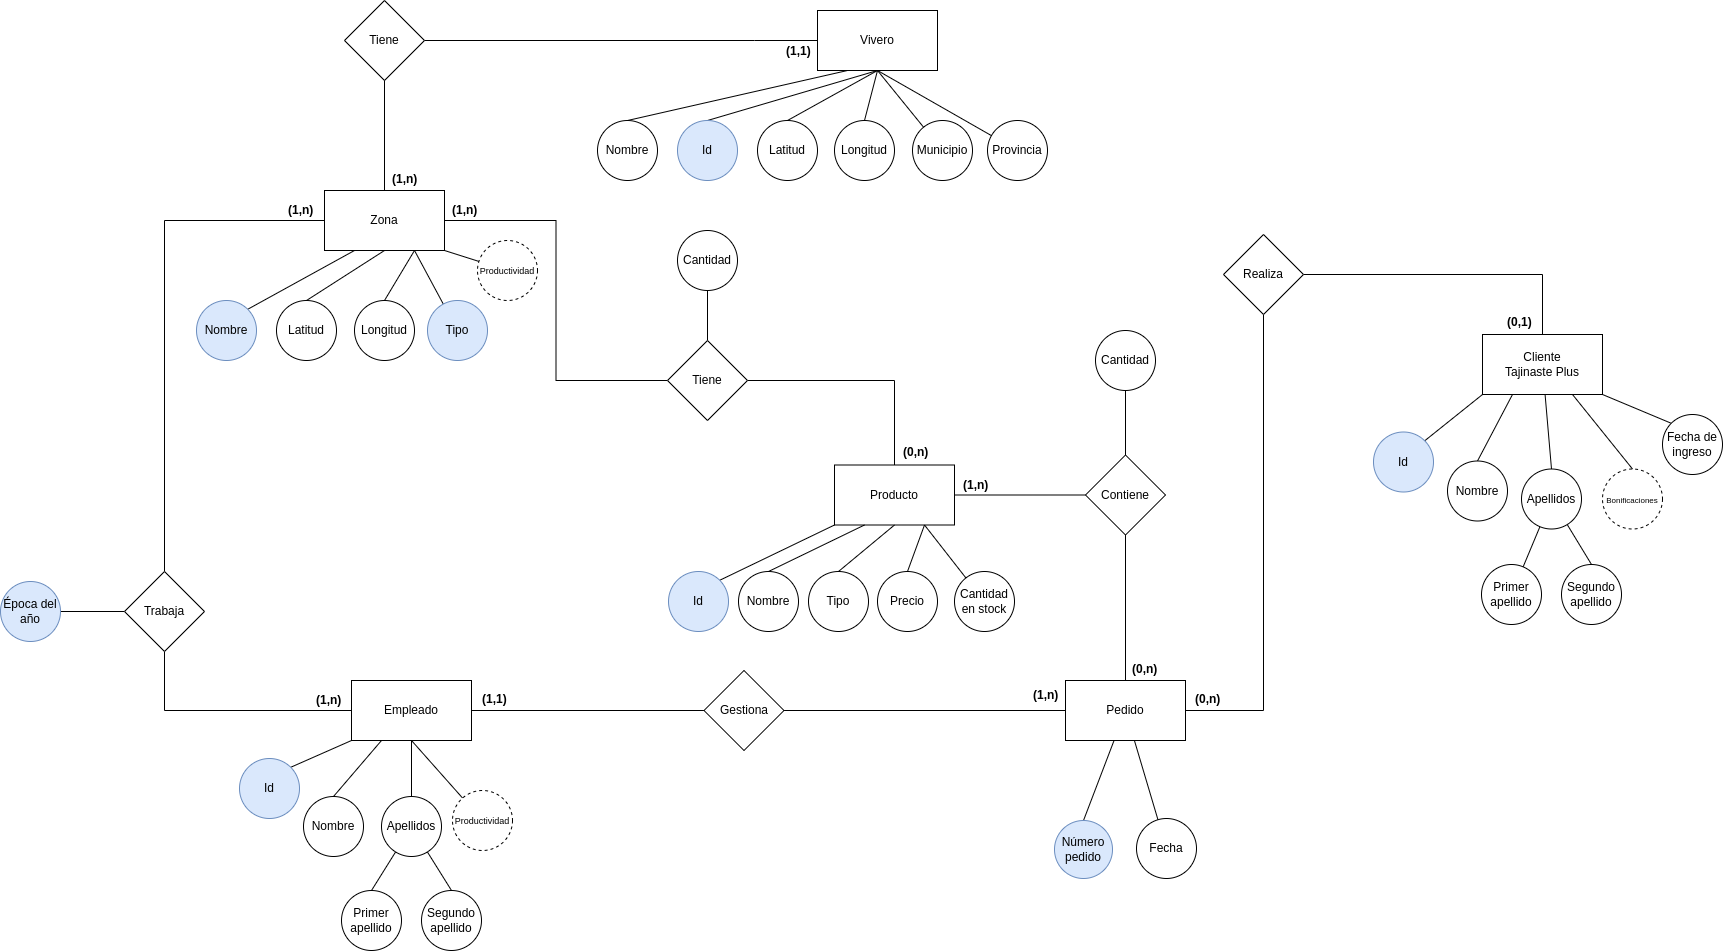 Tiene
Vivero
(1,1)
Nombre
Id
Latitud
Longitud
Municipio
Provincia
(1,n)
(1,n)
Zona
(1,n)
Productividad
Nombre
Latitud
Longitud
Tipo
Cantidad
Tiene
Realiza
(0,1)
Cliente
Tajinaste Plus
Id
Nombre
Apellidos
Bonificaciones
Fecha de
ingreso
Primer
apellido
Segundo
apellido
Cantidad
(0,n)
Producto
(1,n)
Contiene
Id
Nombre
Tipo
Precio
Cantidad
en stock
Época del
año
Trabaja
(1,n)
Empleado
(1,1)
Gestiona
(1,n)
(0,n)
Pedido
(0,n)
Id
Nombre
Apellidos
Productividad
Primer
apellido
Segundo
apellido
Número
pedido
Fecha